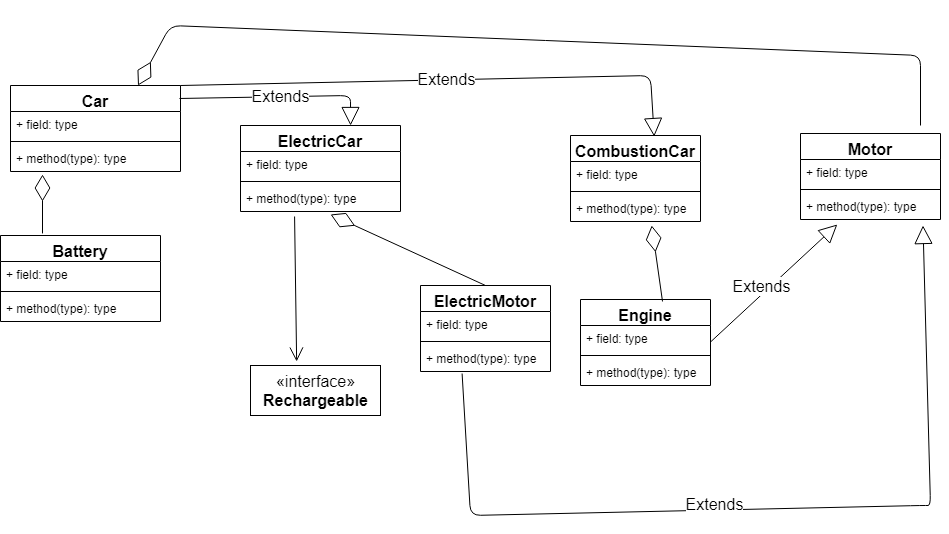 Extends
Car
+ field: type
+ method(type): type
Extends
ElectricCar
+ field: type
+ method(type): type
CombustionCar
+ field: type
+ method(type): type
Motor
+ field: type
+ method(type): type
Battery
+ field: type
+ method(type): type
ElectricMotor
+ field: type
+ method(type): type
Engine
+ field: type
+ method(type): type
Extends
«interface»
Rechargeable
Extends